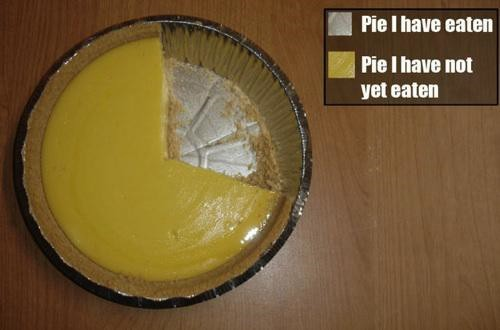 Pie I have eaten
Pie I have not
yet eaten